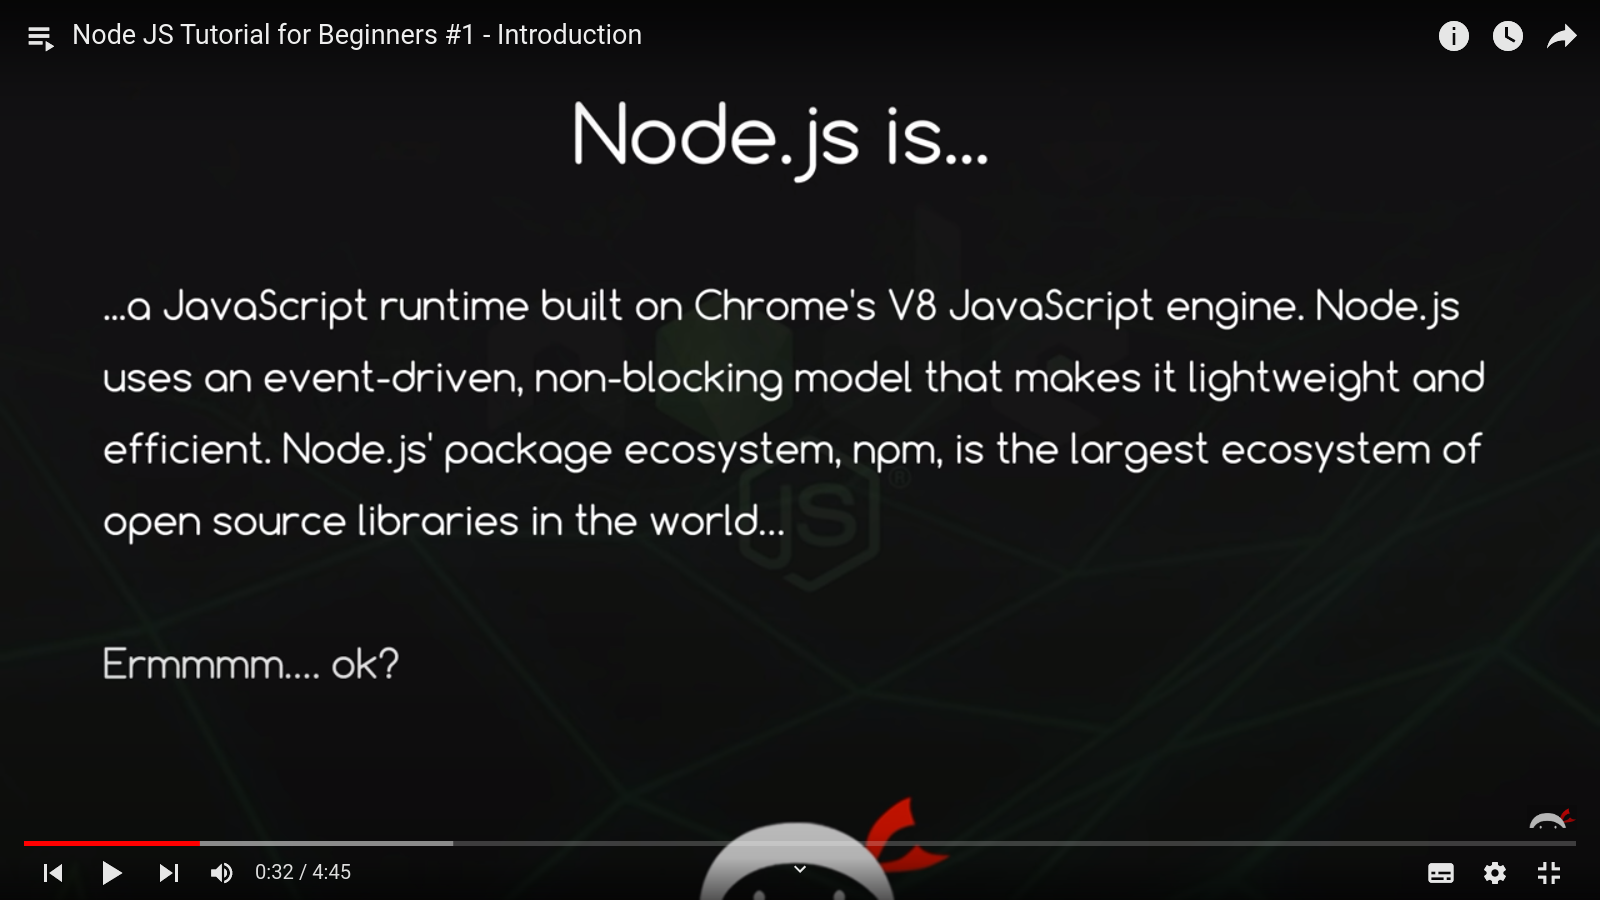 Node JS Tutorial for Beginners #1 - Introduction
Node.js is...
...a JavaScript runtime built on Chrome's V8 JavaScript engine. Node.js
uses an event-driven, non-blocking model that makes it lightweight and
efficient. Node.js' package ecosystem, npm, is the largest ecosystem of
open source libraries in the world...
JS ®
Ermmmm.... ok?
0:32 / 4:45